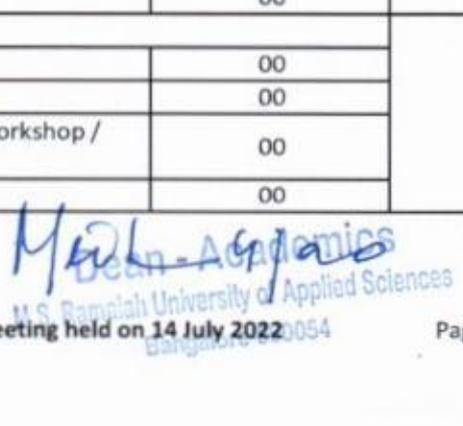 00
00
00
orkshop /
00
00
Dean - Academics
M.S. Ramaiah University of Applied Sciences
eeting held on 14 July 2022
Pa
Bangalore 560054